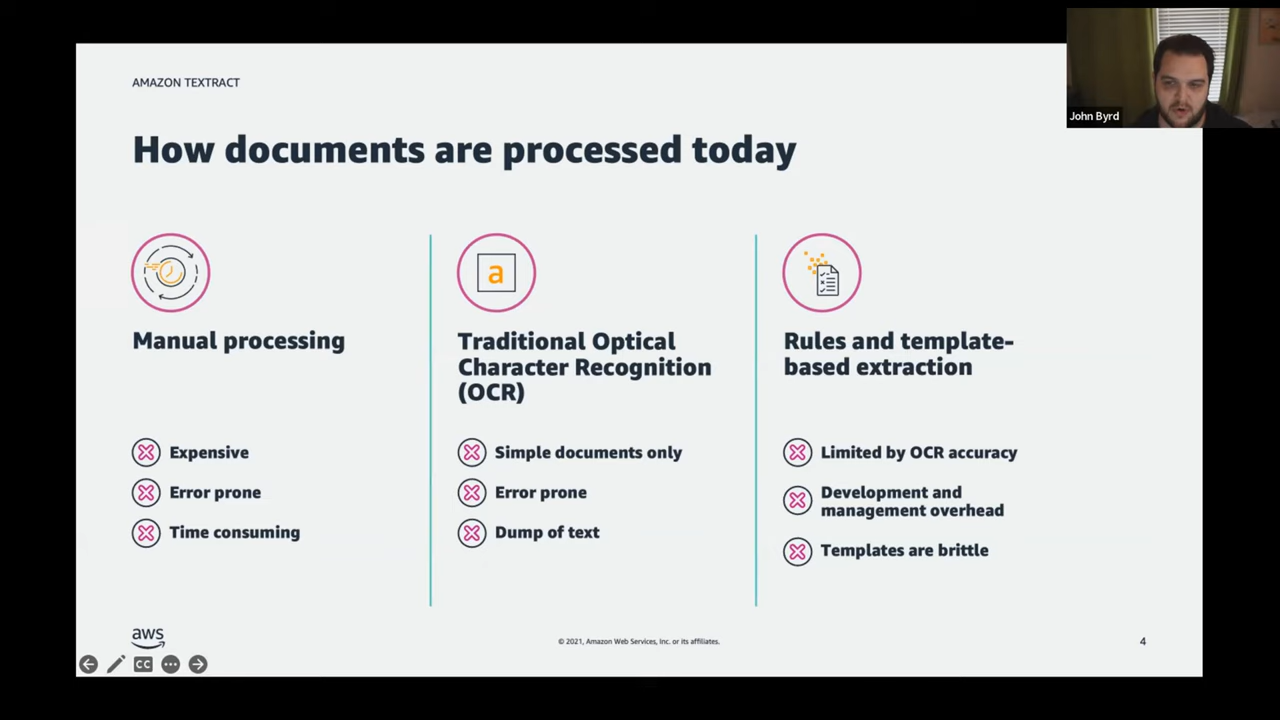 John Byrd
AMAZON TEXTRACT
How documents are processed today
Manual processing
Expensive
Error prone
Time consuming
a
Traditional Optical
Character Recognition
(OCR)
Simple documents only
Error prone
Dump of text
Rules and template-
based extraction
Limited by OCR accuracy
Development and
management overhead
Templates are brittle
aws
© 2021, Amazon Web Services, Inc. or its affiliates.
4
CC